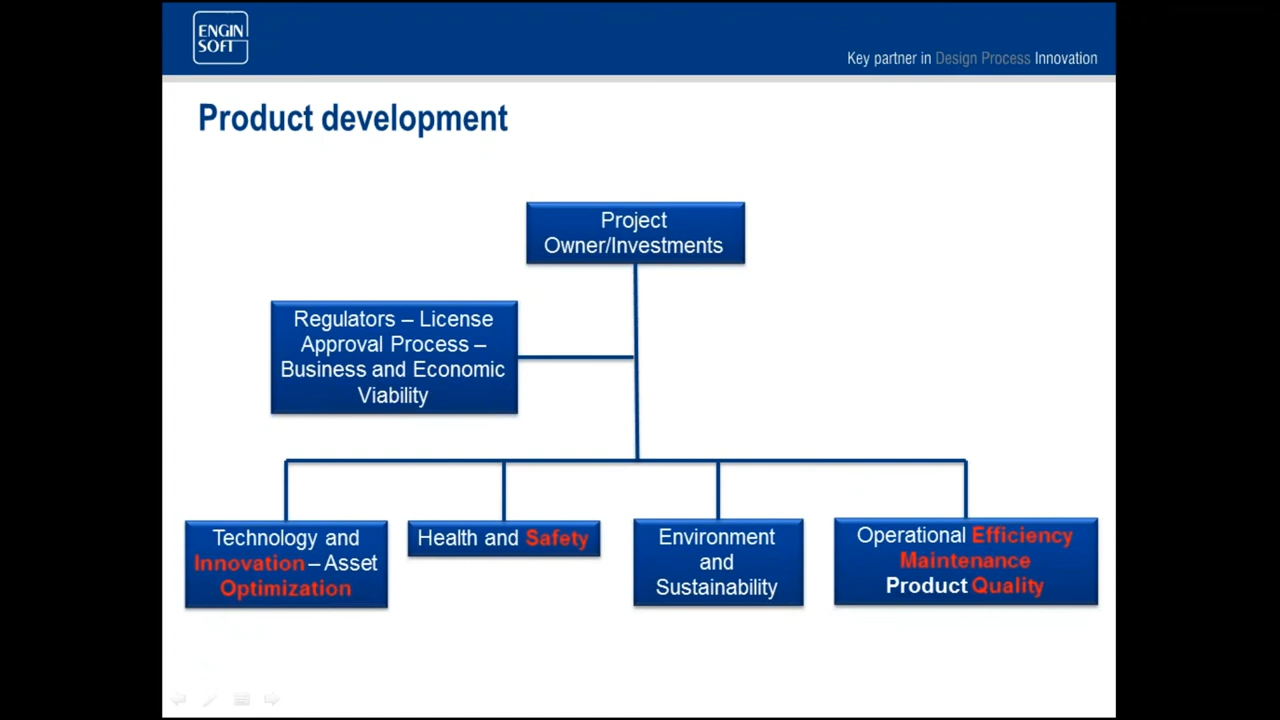 ENGIN
SOFT
Key partner in Design Process Innovation
Product development
Project
Owner/Investments
Regulators – License
Approval Process –
Business and Economic
Viability
Technology and
Innovation – Asset
Optimization
Health and Safety
Environment
and
Sustainability
Operational Efficiency
Maintenance
Product Quality